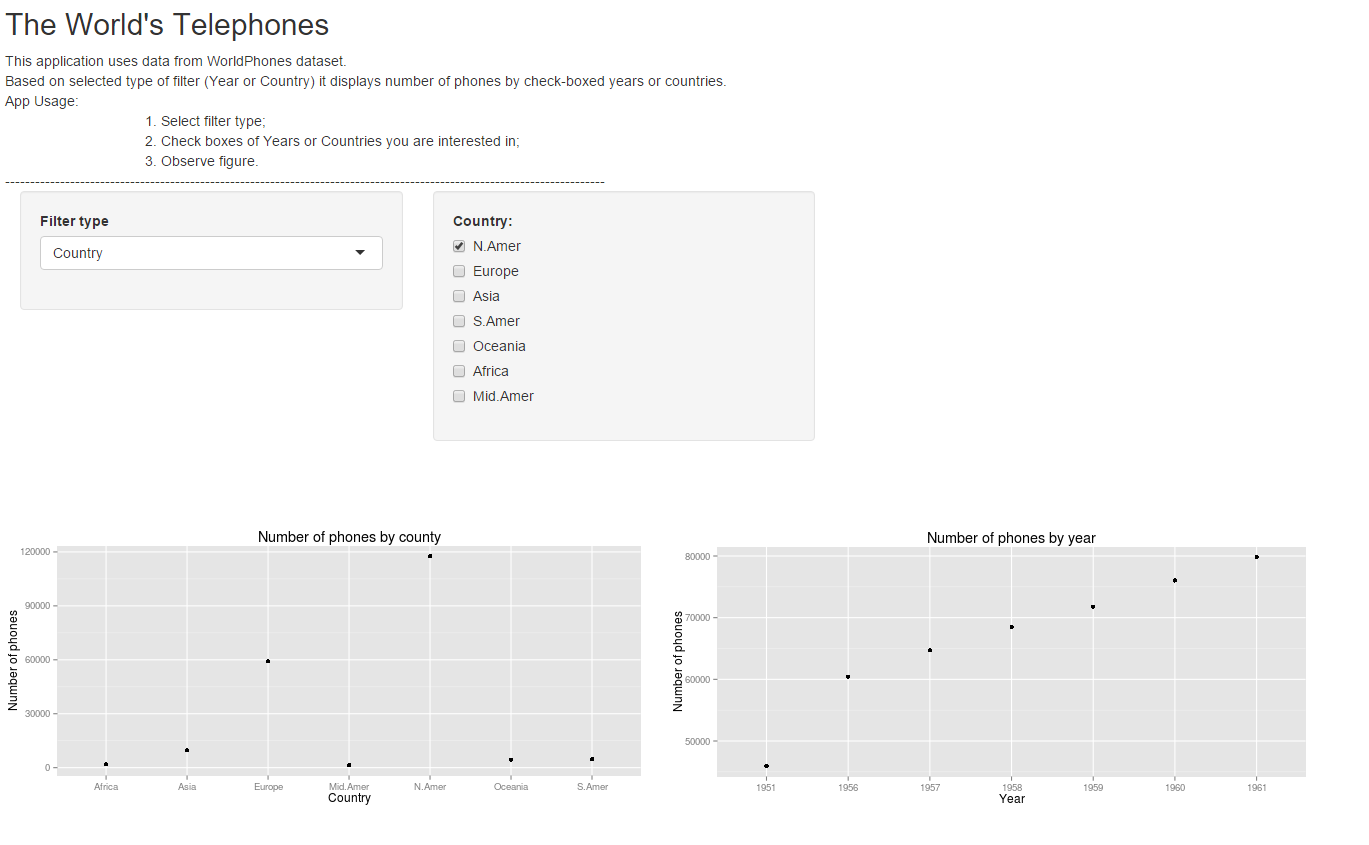 The World's Telephones
This application uses data from WorldPhones dataset.
Based on selected type of filter (Year or Country) it displays number of phones by check-boxed years or countries.
App Usage:
1. Select filter type;
2. Check boxes of Years or Countries you are interested in;
3. Observe figure.
------------------------------------------------------------------------------------------------------------------------
Filter type
Country
Country:
N.Amer
Europe
Asia
S.Amer
Oceania
Africa
Mid.Amer
Number of phones by county
Number of phones
120000
90000
60000
30000
0
Africa Asia Europe Mid.Amer N.Amer Oceania S.Amer
Country
Number of phones by year
Number of phones
80000
70000
60000
50000
1951 1956 1957 1958 1959 1960 1961
Year